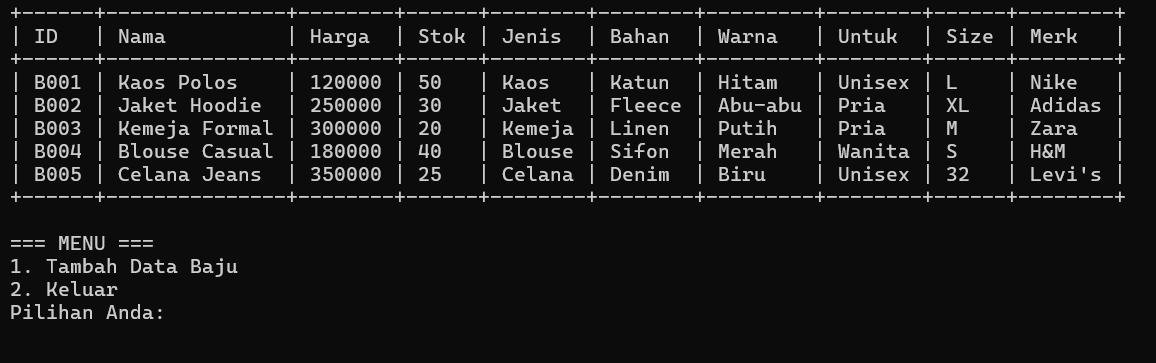 +------+---------------+--------+------+--------+---------+---------+--------+------+--------+
| ID   | Nama          | Harga  | Stok | Jenis  | Bahan   | Warna   | Untuk  | Size | Merk   |
+------+---------------+--------+------+--------+---------+---------+--------+------+--------+
| B001 | Kaos Polos    | 120000 | 50   | Kaos   | Katun   | Hitam   | Unisex | L    | Nike   |
| B002 | Jaket Hoodie  | 250000 | 30   | Jaket  | Fleece  | Abu-abu | Pria   | XL   | Adidas |
| B003 | Kemeja Formal | 300000 | 20   | Kemeja | Linen   | Putih   | Pria   | M    | Zara   |
| B004 | Blouse Casual | 180000 | 40   | Blouse | Sifon   | Merah   | Wanita | S    | H&M    |
| B005 | Celana Jeans  | 350000 | 25   | Celana | Denim   | Biru    | Unisex | 32   | Levi's |
+------+---------------+--------+------+--------+---------+---------+--------+------+--------+
=== MENU ===
1. Tambah Data Baju
2. Keluar
Pilihan Anda: